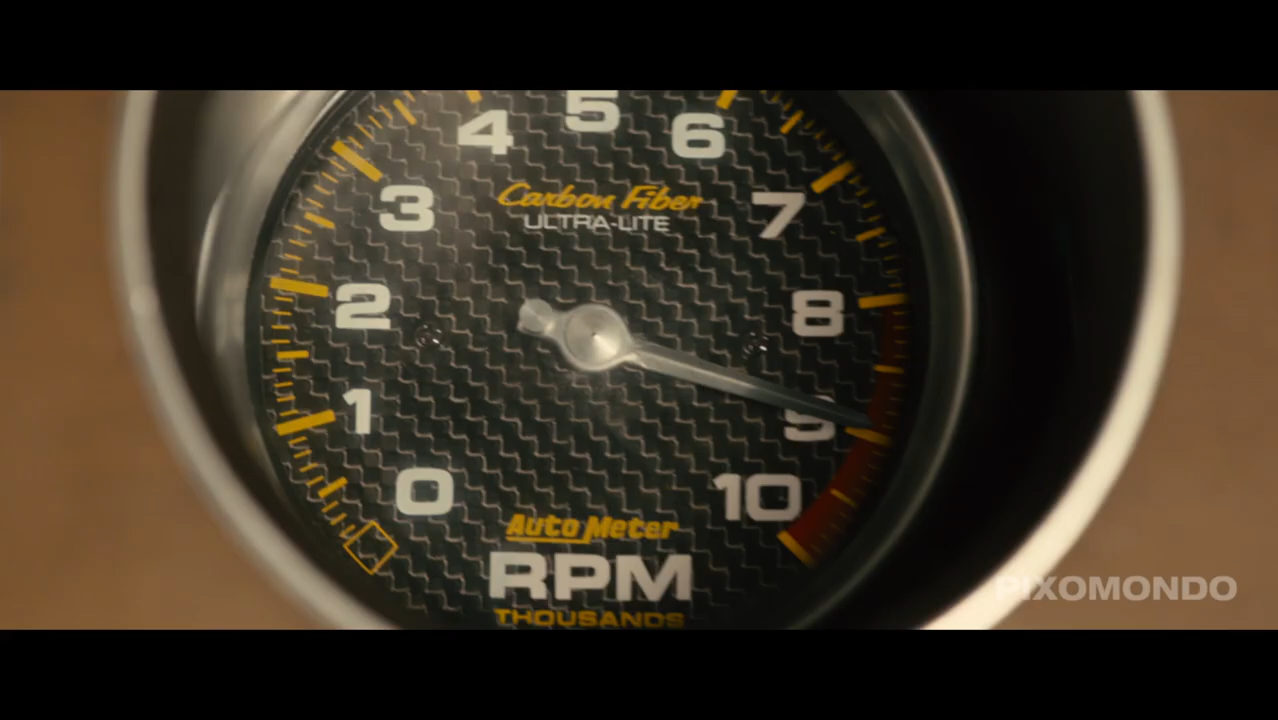 5
4
6
3
7
Carbon Fiber
ULTRA-LITE
2
8
1
9
0
10
Auto Meter
RPM
THOUSANDS
PIXOMONDO